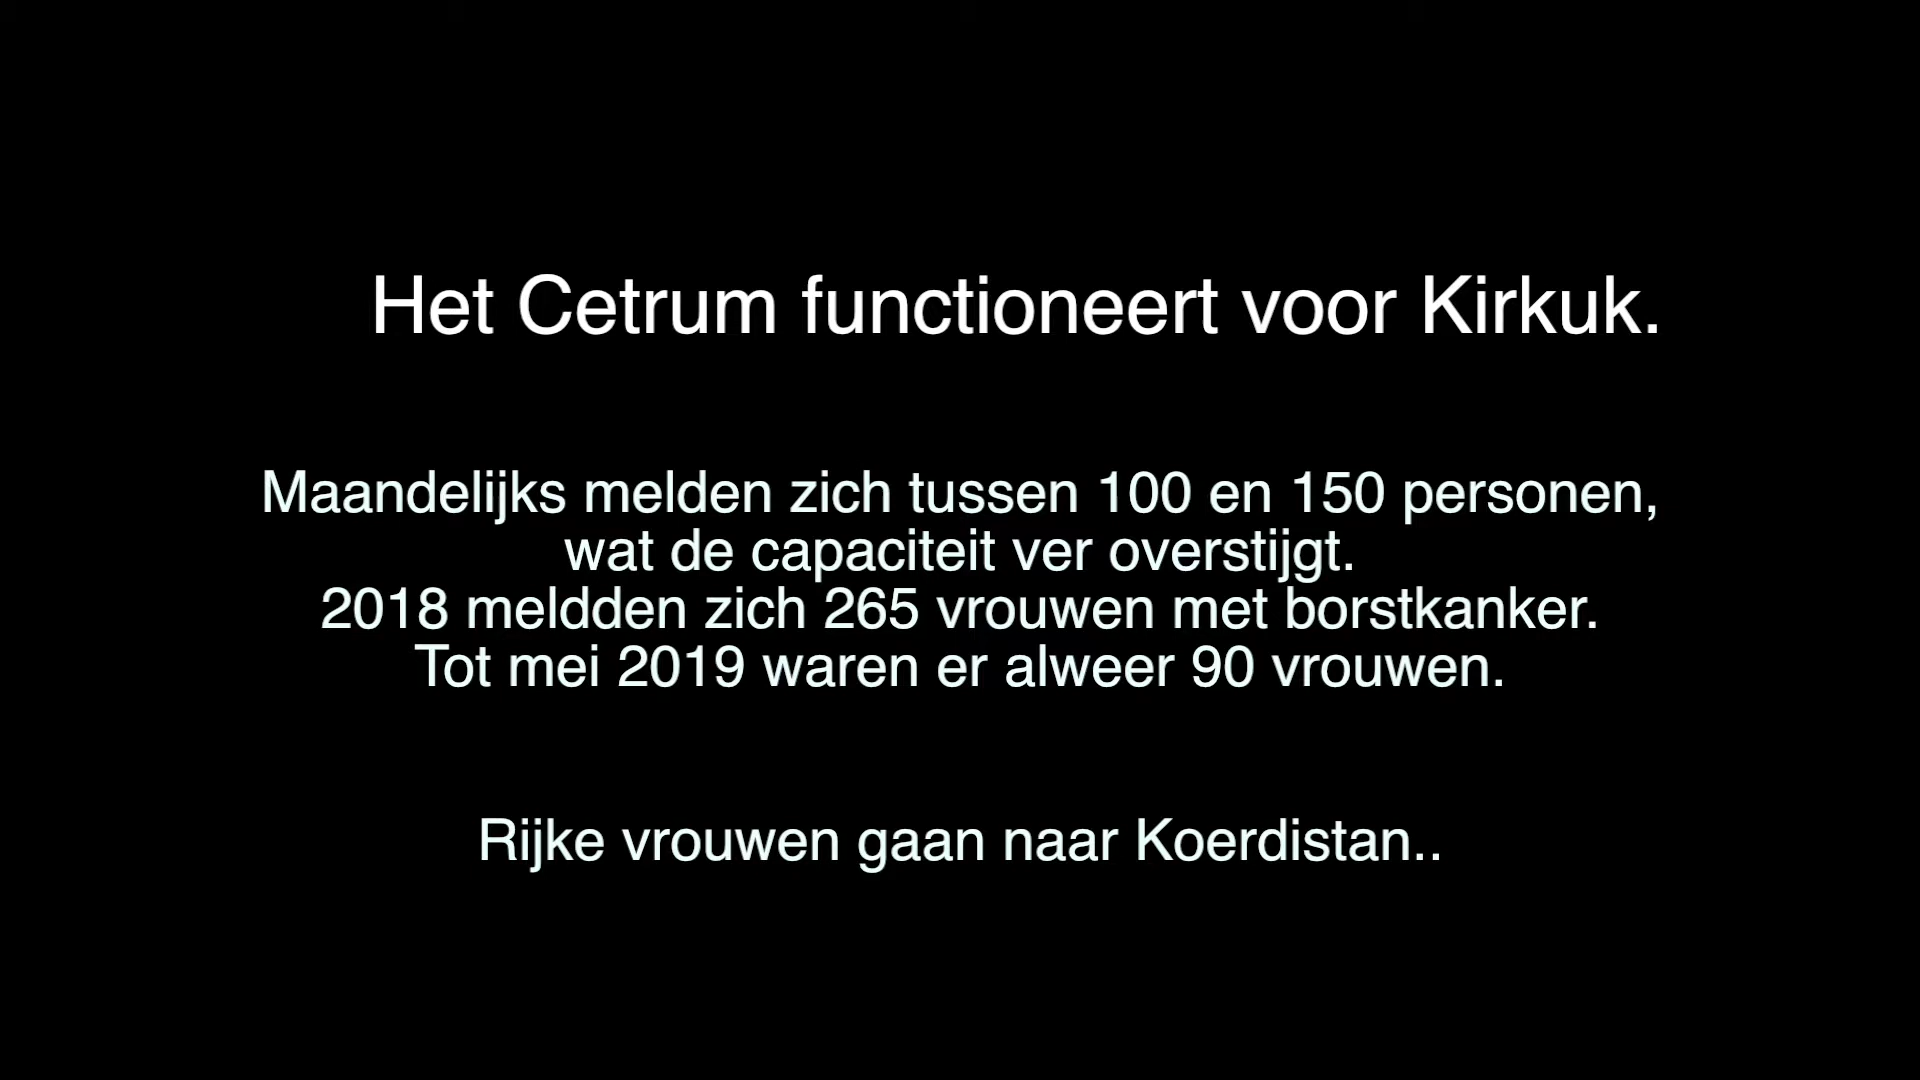 Het Cetrum functioneert voor Kirkuk.
Maandelijks melden zich tussen 100 en 150 personen,
wat de capaciteit ver overstijgt.
2018 meldden zich 265 vrouwen met borstkanker.
Tot mei 2019 waren er alweer 90 vrouwen.
Rijke vrouwen gaan naar Koerdistan..